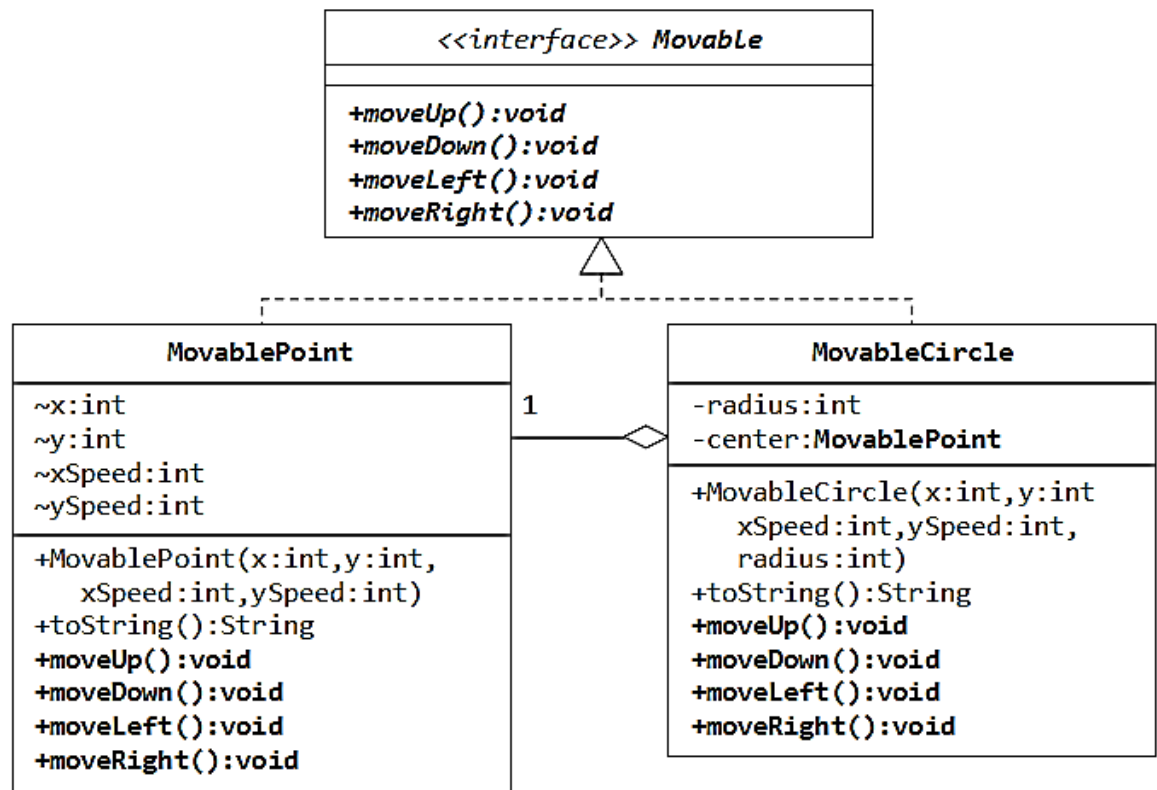 <<interface>> Movable
+moveUp():void
+moveDown():void
+moveLeft():void
+moveRight():void
MovablePoint
~x:int
~y:int
~xSpeed:int
~ySpeed:int
+MovablePoint(x:int,y:int,
xSpeed:int,ySpeed:int)
+toString():String
+moveUp():void
+moveDown():void
+moveLeft():void
+moveRight():void
1
MovableCircle
-radius:int
-center:MovablePoint
+MovableCircle(x:int,y:int
xSpeed:int,ySpeed:int,
radius:int)
+toString():String
+moveUp():void
+moveDown():void
+moveLeft():void
+moveRight():void